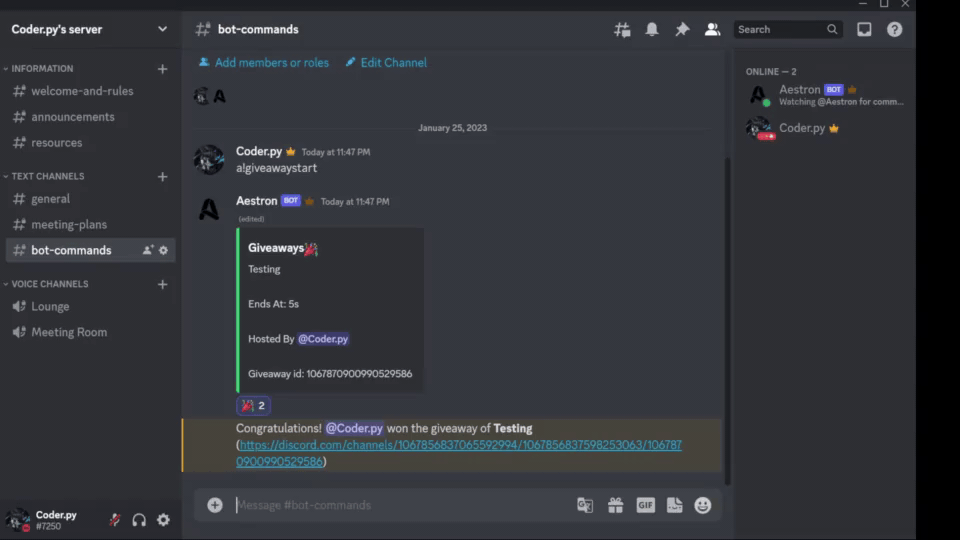 Coder.py's server
INFORMATION
welcome-and-rules
announcements
resources
TEXT CHANNELS
general
meeting-plans
bot-commands
VOICE CHANNELS
Lounge
Meeting Room
Coder.py
#7250
bot-commands
Search
Add members or roles
Edit Channel
January 25, 2023
Coder.py Today at 11:47 PM
a!giveawaystart
Aestron BOT Today at 11:47 PM
(edited)
Giveaways
Testing
Ends At: 5s
Hosted By @Coder.py
Giveaway id: 1067870900990529586
2
Congratulations! @Coder.py won the giveaway of Testing
(https://discord.com/channels/1067856837065592994/1067856837598253063/106787
0900990529586)
Message #bot-commands
GIF
ONLINE — 2
Aestron BOT
Watching @Aestron for comm...
Coder.py